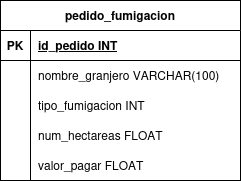 pedido_fumigacion
PK id_pedido INT
nombre_granjero VARCHAR(100)
tipo_fumigacion INT
num_hectareas FLOAT
valor_pagar FLOAT